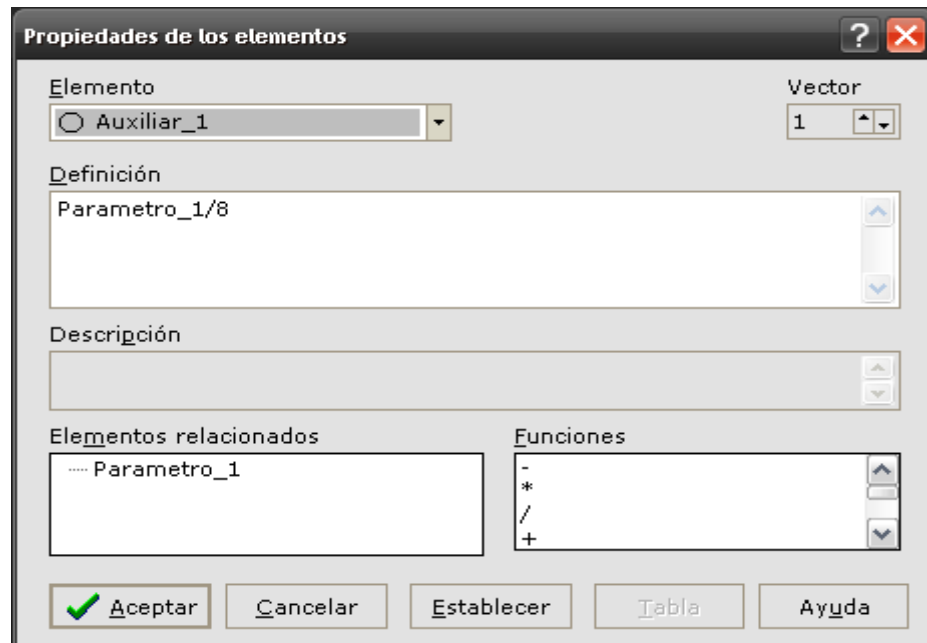 Propiedades de los elementos
Elemento
Vector
Auxiliar_1
1
Definición
Parametro_1/8
Descripción
Elementos relacionados
Funciones
Parametro_1
-
*
/
+
Aceptar
Cancelar
Establecer
Tabla
Ayuda